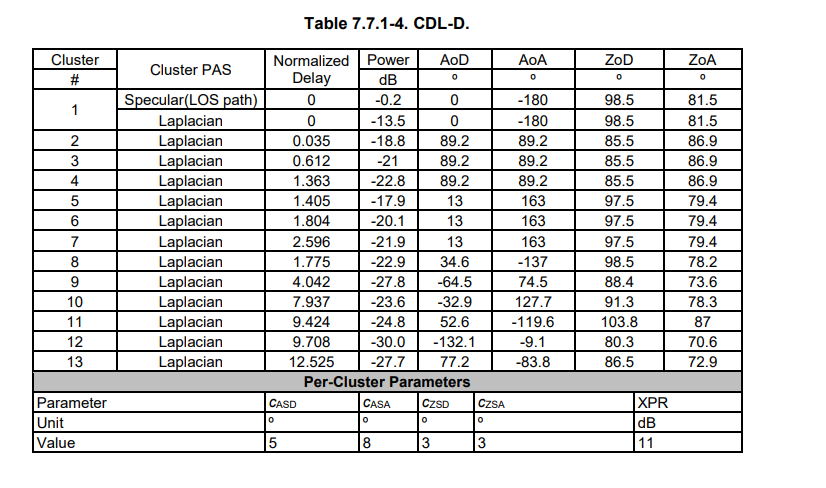 Table 7.7.1-4. CDL-D.
Cluster # Cluster PAS Normalized Delay Power dB AoD º AoA º ZoD º ZoA º
1 Specular(LOS path) 0 -0.2 0 -180 98.5 81.5
Laplacian 0 -13.5 0 -180 98.5 81.5
2 Laplacian 0.035 -18.8 89.2 89.2 85.5 86.9
3 Laplacian 0.612 -21 89.2 89.2 85.5 86.9
4 Laplacian 1.363 -22.8 89.2 89.2 85.5 86.9
5 Laplacian 1.405 -17.9 13 163 97.5 79.4
6 Laplacian 1.804 -20.1 13 163 97.5 79.4
7 Laplacian 2.596 -21.9 13 163 97.5 79.4
8 Laplacian 1.775 -22.9 34.6 -137 98.5 78.2
9 Laplacian 4.042 -27.8 -64.5 74.5 88.4 73.6
10 Laplacian 7.937 -23.6 -32.9 127.7 91.3 78.3
11 Laplacian 9.424 -24.8 52.6 -119.6 103.8 87
12 Laplacian 9.708 -30.0 -132.1 -9.1 80.3 70.6
13 Laplacian 12.525 -27.7 77.2 -83.8 86.5 72.9
Per-Cluster Parameters
Parameter cASD cASA cZSD cZSA XPR
Unit º º º º dB
Value 5 8 3 3 11